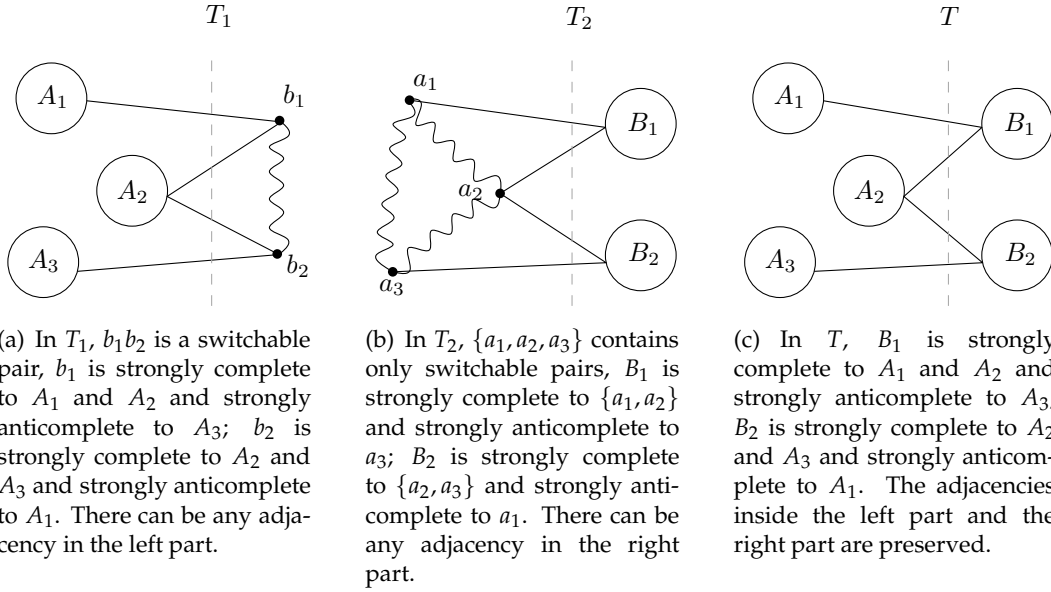 T₁
T₂
T
A₁
b₁
A₂
A₃
b₂
a₁
B₁
a₂
B₂
a₃
A₁
B₁
A₂
B₂
A₃
(a) In T₁, b₁b₂ is a switchable
pair, b₁ is strongly complete
to A₁ and A₂ and strongly
anticomplete to A₃; b₂ is
strongly complete to A₂ and
A₃ and strongly anticomplete
to A₁. There can be any adja-
cency in the left part.
(b) In T₂, {a₁, a₂, a₃} contains
only switchable pairs, B₁ is
strongly complete to {a₁, a₂}
and strongly anticomplete to
a₃; B₂ is strongly complete
to {a₂, a₃} and strongly anti-
complete to a₁. There can be
any adjacency in the right
part.
(c) In T, B₁ is strongly
complete to A₁ and A₂ and
strongly anticomplete to A₃.
B₂ is strongly complete to A₂
and A₃ and strongly anticom-
plete to A₁. The adjacencies
inside the left part and the
right part are preserved.